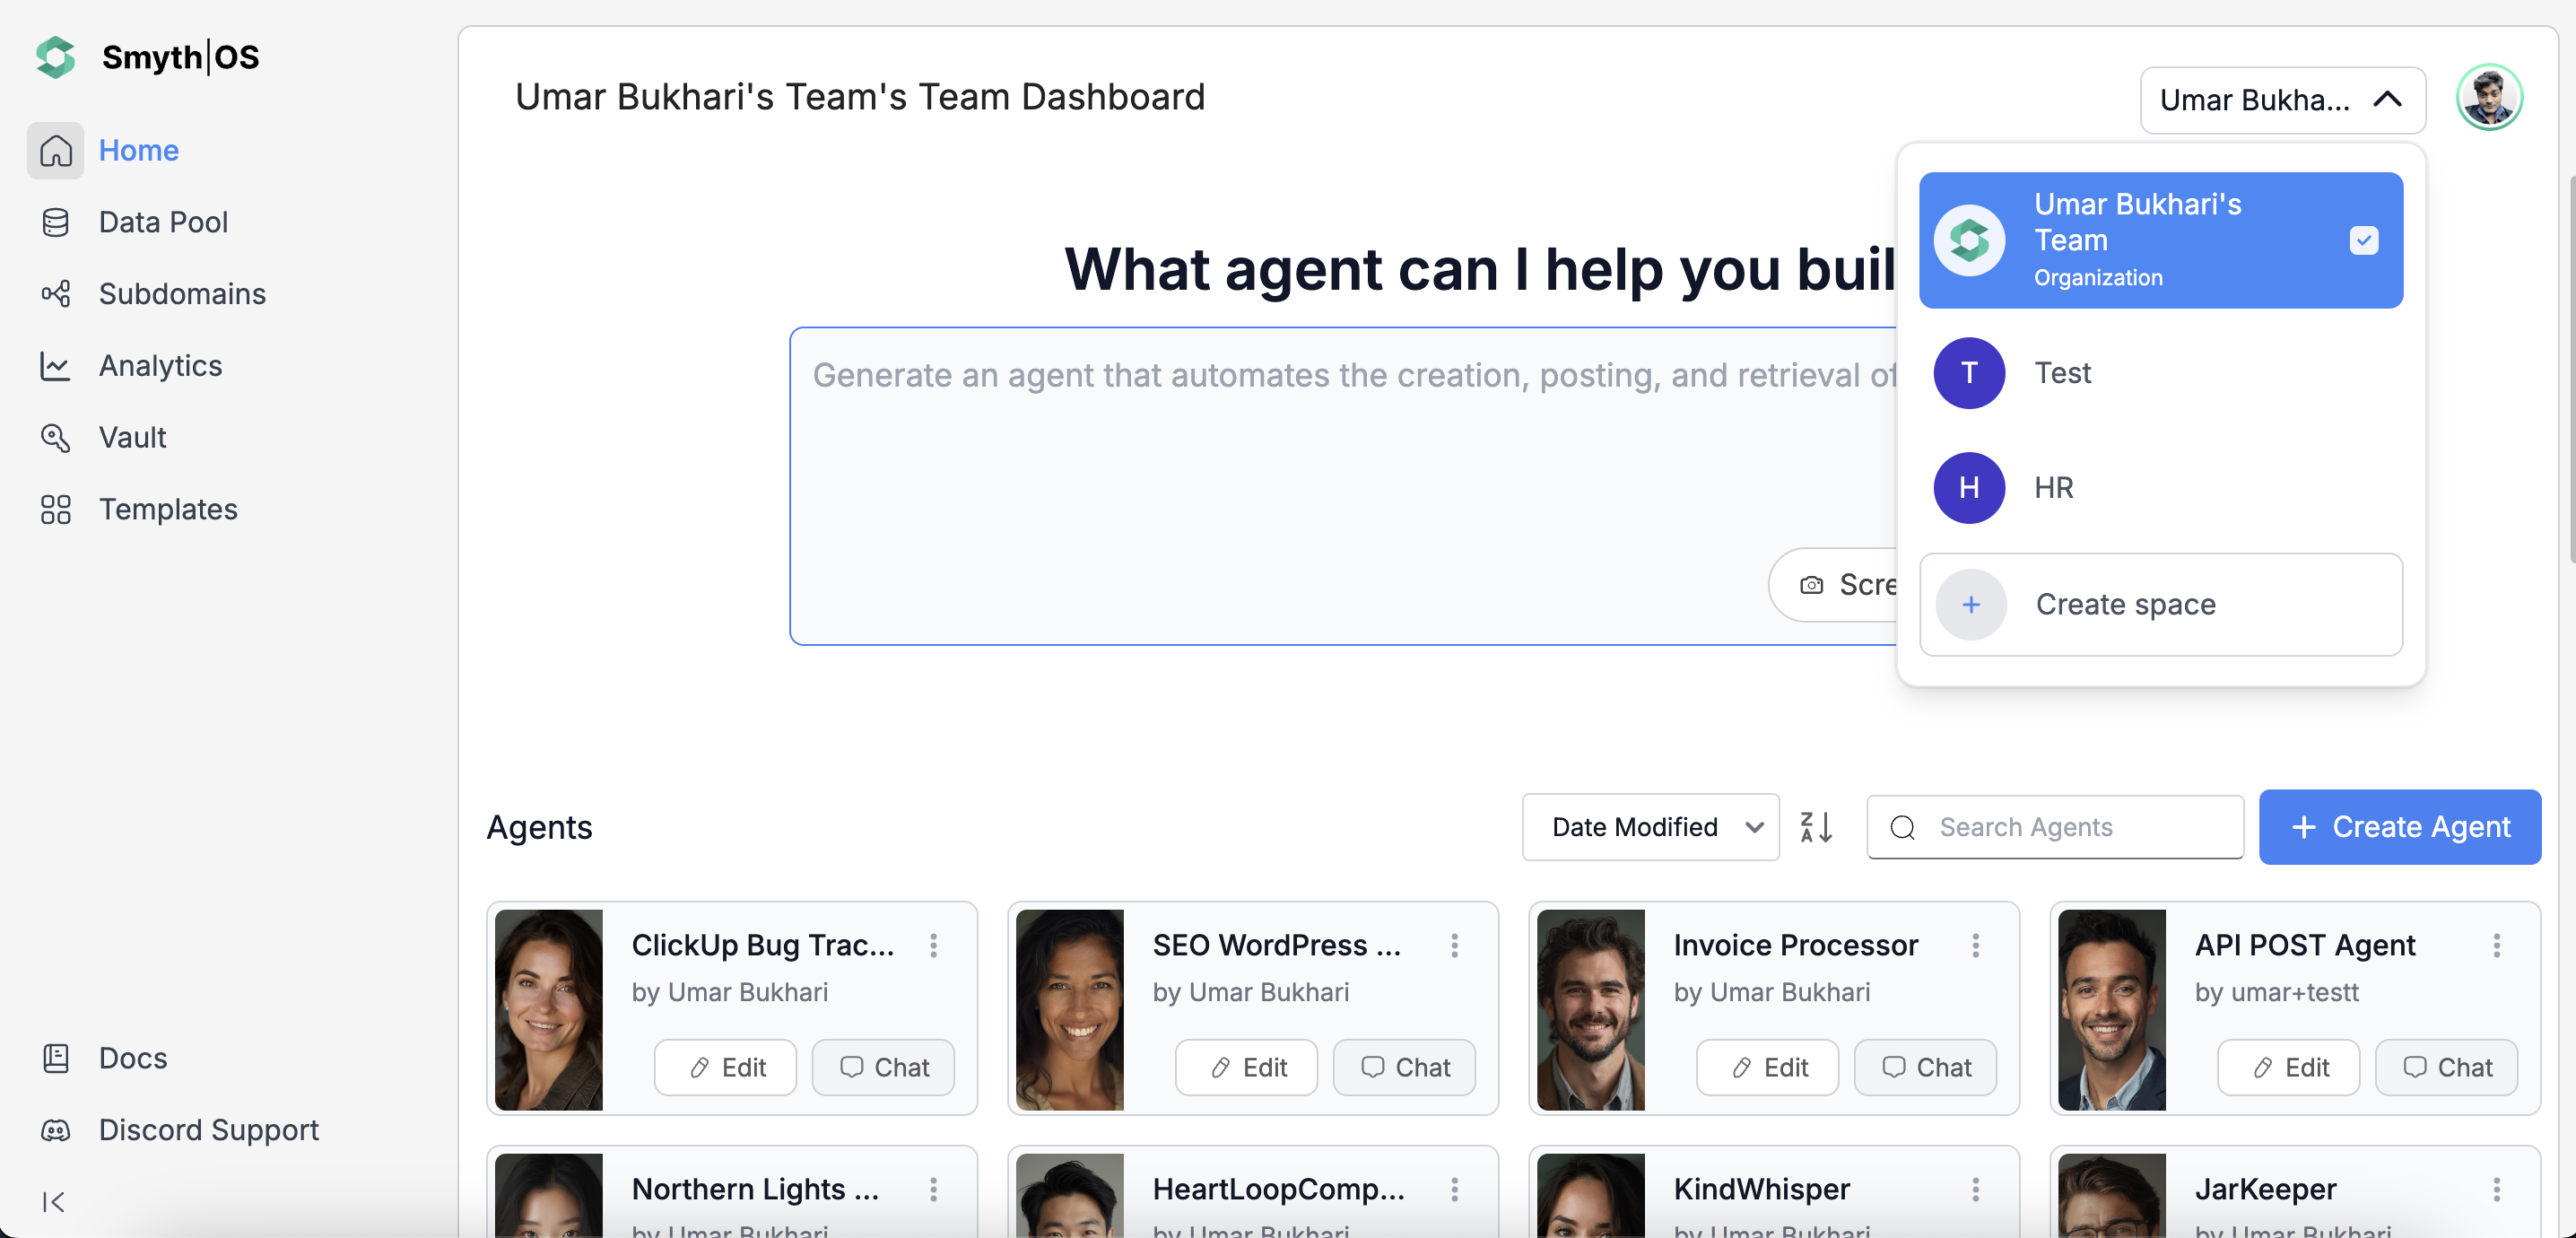 Smyth|OS
Home
Data Pool
Subdomains
Analytics
Vault
Templates
Docs
Discord Support
Umar Bukhari's Team's Team Dashboard
Umar Bukha...
Umar Bukhari's
Team
Organization
T Test
H HR
+ Create space
What agent can I help you buil
Generate an agent that automates the creation, posting, and retrieval of
Scre
Agents
Date Modified
Z
A
Search Agents
+ Create Agent
ClickUp Bug Trac...
by Umar Bukhari
Edit Chat
SEO WordPress ...
by Umar Bukhari
Edit Chat
Invoice Processor
by Umar Bukhari
Edit Chat
API POST Agent
by umar+testt
Edit Chat
Northern Lights ...
by Umar Bukhari
HeartLoopComp...
by Umar Bukhari
KindWhisper
by Umar Bukhari
JarKeeper
by Umar Bukhari